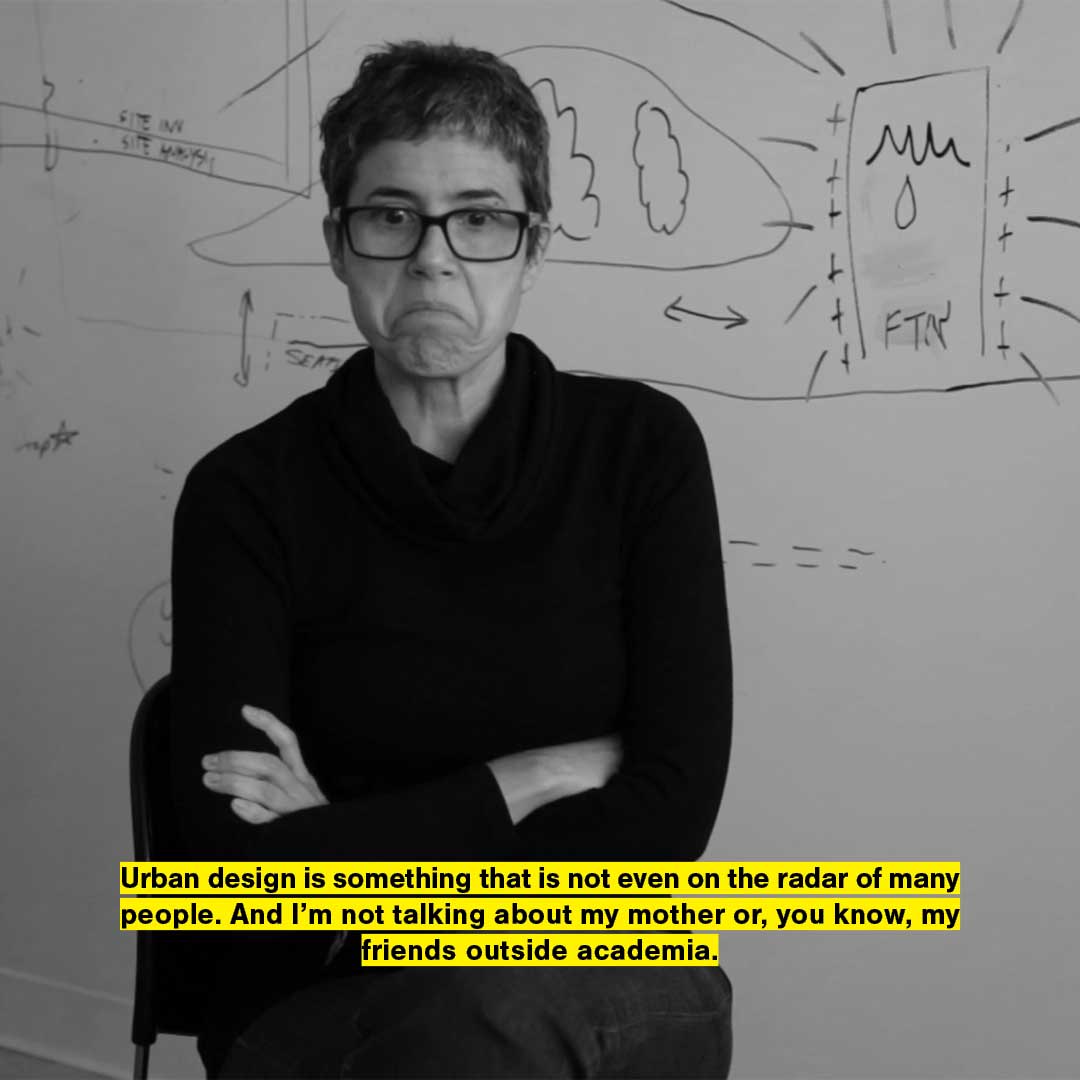 SITE INV
SITE ANALYSIS
FTN
Urban design is something that is not even on the radar of many
people. And I’m not talking about my mother or, you know, my
friends outside academia.